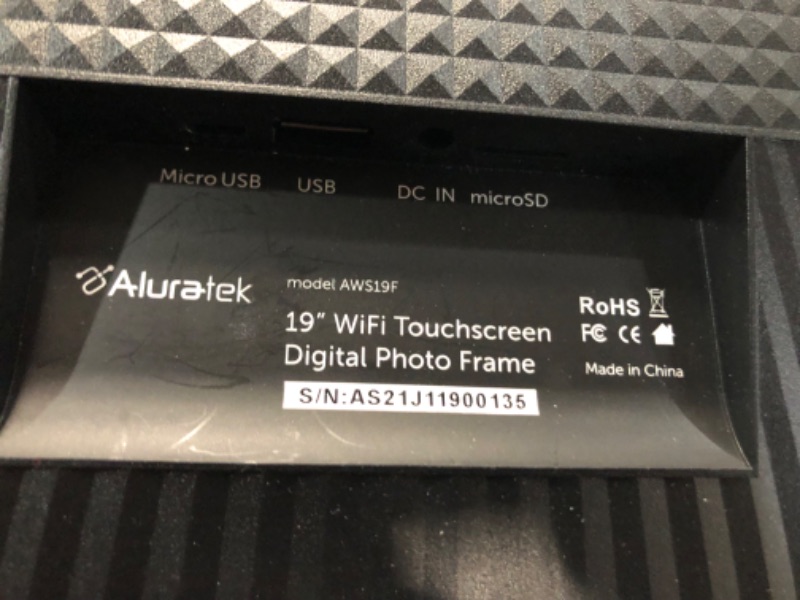 Micro USB USB DC IN microSD
Aluratek
model AWS19F
19” WiFi Touchscreen
Digital Photo Frame
S/N:AS21J11900135
RoHS
FC CE
Made in China